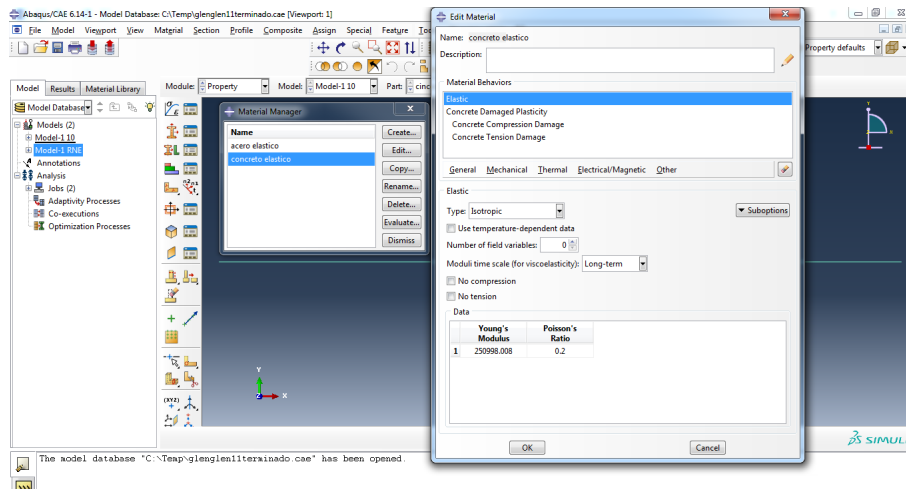 Abaqus/CAE 6.14-1 - Model Database: C:\Temp\glenglen11terminado.cae [Viewport: 1]
File Model Viewport View Material Section Profile Composite Assign Special Feature
Property defaults
Model Results Material Library
Module: Property Model: Model-1 10 Part:
Model Database
Models (2)
Model-1 10
Model-1 RNE
Annotations
Analysis
Jobs (2)
Adaptivity Processes
Co-executions
Optimization Processes
Material Manager
X
Name
acero elastico
concreto elastico
Create...
Edit...
Copy...
Rename...
Delete...
Evaluate...
Dismiss
Edit Material
Name: concreto elastico
Description:
Material Behaviors
Elastic
Concrete Damaged Plasticity
Concrete Compression Damage
Concrete Tension Damage
General Mechanical Thermal Electrical/Magnetic Other
Elastic
Type: Isotropic
Suboptions
Use temperature-dependent data
Number of field variables: 0
Moduli time scale (for viscoelasticity): Long-term
No compression
No tension
Data
Young's Modulus Poisson's Ratio
1 250998.008 0.2
OK Cancel
Y
Z X
SIMUL
The model database "C:\Temp\glenglen11terminado.cae" has been opened.